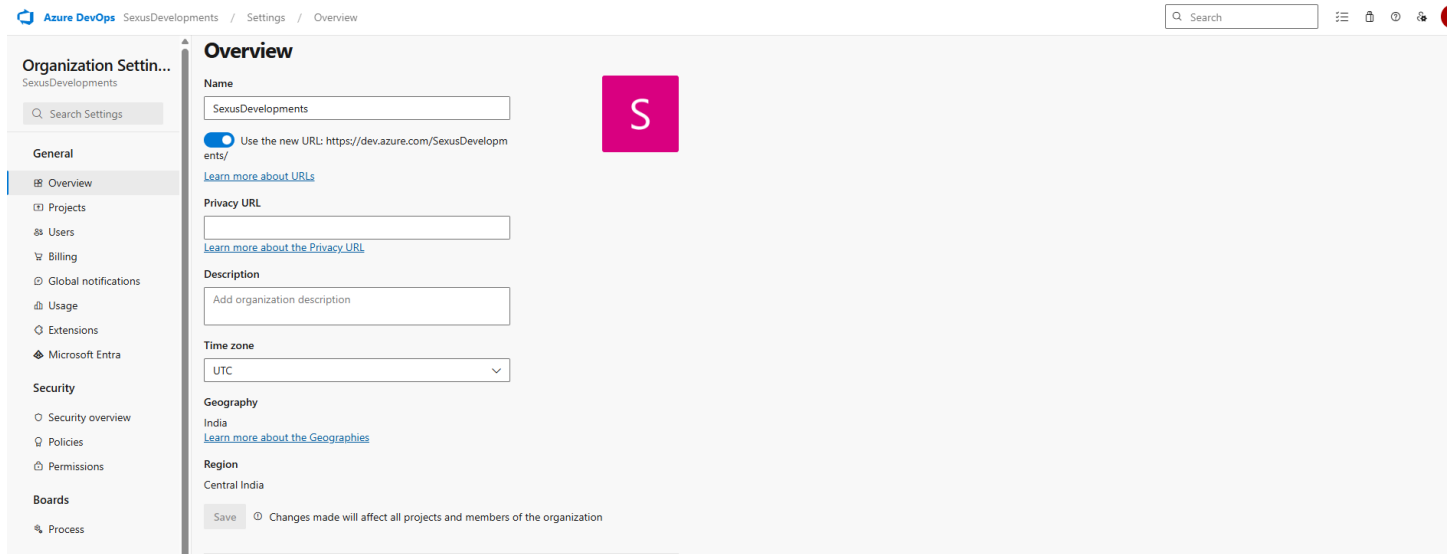 Azure DevOps SexusDevelopments / Settings / Overview
Search
Organization Settin...
SexusDevelopments
Search Settings
General
Overview
Projects
Users
Billing
Global notifications
Usage
Extensions
Microsoft Entra
Security
Security overview
Policies
Permissions
Boards
Process
Overview
Name
SexusDevelopments
S
Use the new URL: https://dev.azure.com/SexusDevelopm
ents/
Learn more about URLs
Privacy URL
Learn more about the Privacy URL
Description
Add organization description
Time zone
UTC
Geography
India
Learn more about the Geographies
Region
Central India
Save Changes made will affect all projects and members of the organization